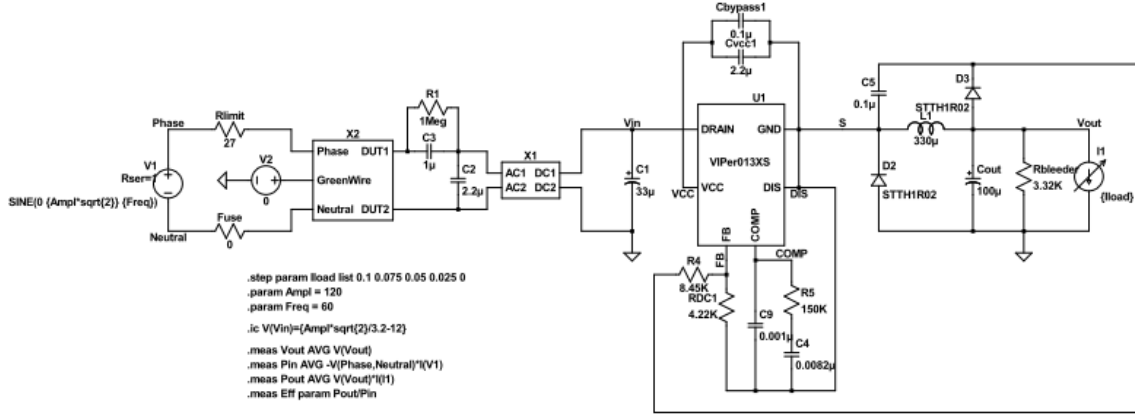 Cbypass1
0.1µ
Cvcc1
2.2µ
Phase
Rlimit
27
V1
Rser=
SINE(0 {Ampl*sqrt{2}} {Freq})
Neutral
V2
0
Fuse
0
X2
Phase DUT1
GreenWire
Neutral DUT2
R1
1Meg
C3
1µ
C2
2.2µ
X1
AC1 DC1
AC2 DC2
Vin
C1
33µ
U1
DRAIN GND
VIPer013XS
VCC DIS
FB COMP
VCC
DIS
FB
COMP
R4
8.45K
RDC1
4.22K
C9
0.001µ
R5
150K
C4
0.0082µ
S
C5
0.1µ
D3
STTH1R02
L1
330µ
D2
STTH1R02
Cout
100µ
Rbleeder
3.32K
Vout
I1
{Iload}
.step param Iload list 0.1 0.075 0.05 0.025 0
.param Ampl = 120
.param Freq = 60
.ic V(Vin)={Ampl*sqrt{2}/3.2-12}
.meas Vout AVG V(Vout)
.meas Pin AVG -V(Phase,Neutral)*I(V1)
.meas Pout AVG V(Vout)*I(I1)
.meas Eff param Pout/Pin